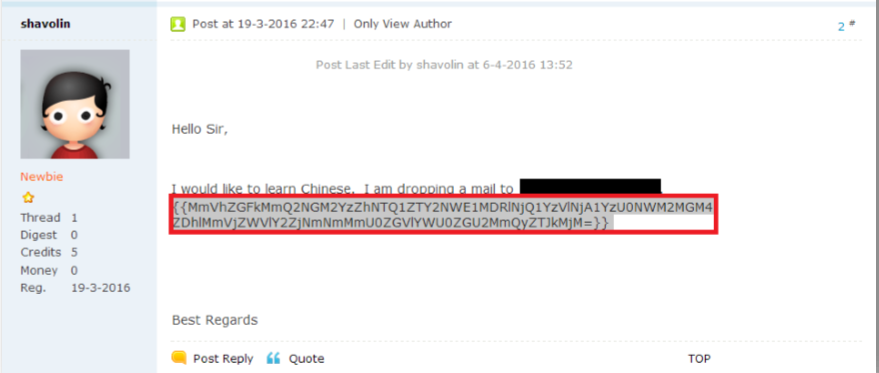 shavolin
Post at 19-3-2016 22:47 | Only View Author
2 #
Post Last Edit by shavolin at 6-4-2016 13:52
Hello Sir,
Newbie
I would like to learn Chinese. I am dropping a mail to
{{MmVhZGFkMmQ2NGM2YzZhNTQ1ZTY2NWE1MDRlNjQ1YzVlNjA1YzU0NWM2MGM4
ZDhlMmVjZWVlY2ZjNmNmMmU0ZGVlYWU0ZGU2MmQyZTJkMjM=}}
Thread 1
Digest 0
Credits 5
Money 0
Reg. 19-3-2016
Best Regards
Post Reply Quote TOP